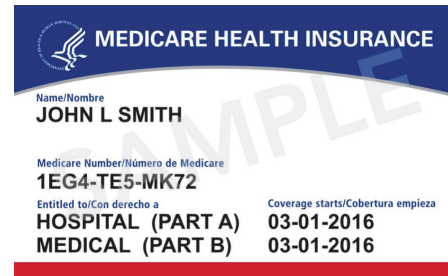 MEDICARE HEALTH INSURANCE
Name/Nombre
JOHN L SMITH
Medicare Number/Número de Medicare
1EG4-TE5-MK72
Entitled to/Con derecho a Coverage starts/Cobertura empieza
HOSPITAL (PART A) 03-01-2016
MEDICAL (PART B) 03-01-2016
SAMPLE